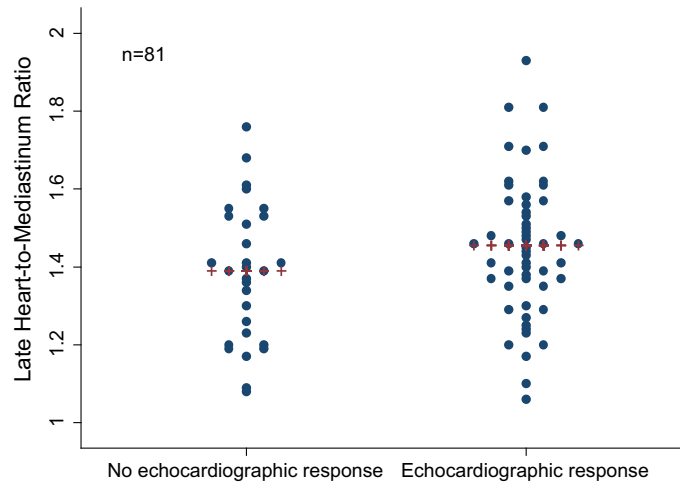 n=81
Late Heart-to-Mediastinum Ratio
2
1.8
1.6
1.4
1.2
1
No echocardiographic response
Echocardiographic response